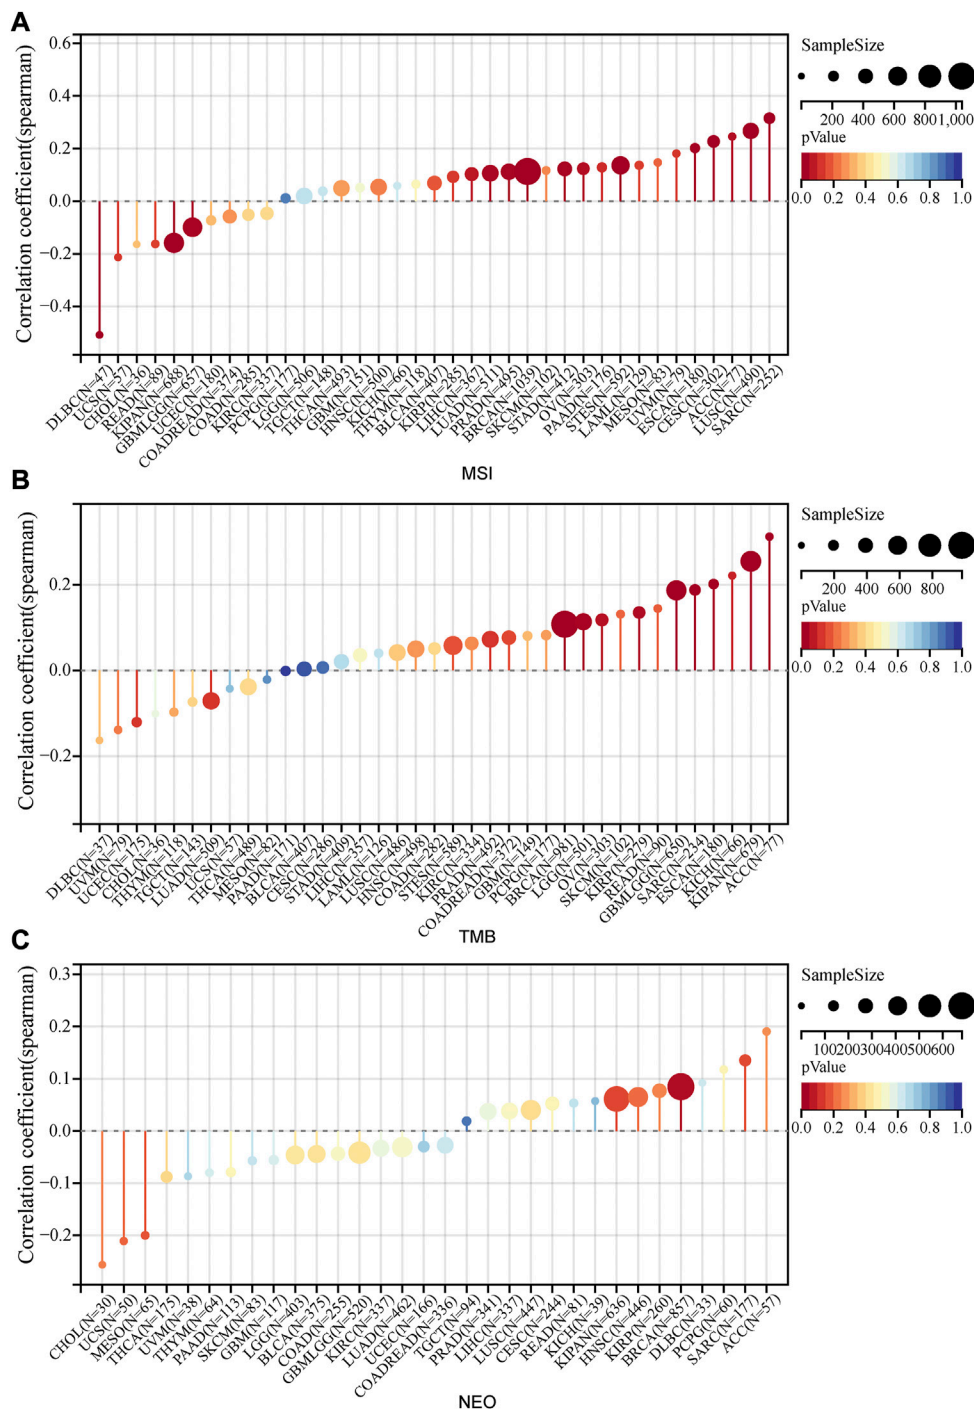 A
Correlation coefficient(spearman)
0.6
0.4
0.2
0.0
−0.2
−0.4
DLBC(N=47)
UCS(N=57)
CHOL(N=36)
READ(N=89)
KIPAN(N=688)
GBMLGG(N=657)
UCEC(N=180)
COADREAD(N=374)
COAD(N=285)
KIRC(N=337)
PCPG(N=177)
LGG(N=506)
TGCT(N=148)
THCA(N=493)
GBM(N=151)
HNSC(N=500)
KICH(N=66)
THYM(N=118)
BLCA(N=407)
KIRP(N=285)
LIHC(N=367)
LUAD(N=511)
PRAD(N=495)
BRCA(N=1039)
SKCM(N=102)
STAD(N=412)
OV(N=303)
PAAD(N=176)
STES(N=592)
LAML(N=129)
MESO(N=83)
UVM(N=79)
ESCA(N=180)
CESC(N=302)
ACC(N=77)
LUSC(N=490)
SARC(N=252)
MSI
SampleSize
200 400 600 800 1,000
pValue
0.0 0.2 0.4 0.6 0.8 1.0
B
Correlation coefficient(spearman)
0.2
0.0
−0.2
DLBC(N=37)
UVM(N=79)
UCEC(N=175)
CHOL(N=36)
THYM(N=118)
TGCT(N=143)
LUAD(N=509)
UCS(N=57)
THCA(N=489)
MESO(N=82)
PAAD(N=171)
BLCA(N=407)
CESC(N=286)
STAD(N=409)
LIHC(N=357)
LAML(N=126)
LUSC(N=486)
HNSC(N=498)
COAD(N=282)
STES(N=589)
KIRC(N=334)
PRAD(N=492)
COADREAD(N=372)
GBM(N=149)
PCPG(N=177)
BRCA(N=981)
LGG(N=501)
OV(N=303)
SKCM(N=102)
KIRP(N=279)
READ(N=90)
GBMLGG(N=650)
SARC(N=234)
ESCA(N=180)
KICH(N=66)
KIPAN(N=679)
ACC(N=77)
TMB
SampleSize
200 400 600 800
pValue
0.0 0.2 0.4 0.6 0.8 1.0
C
Correlation coefficient(spearman)
0.3
0.2
0.1
0.0
−0.1
−0.2
CHOL(N=30)
UCS(N=50)
MESO(N=65)
THCA(N=175)
UVM(N=38)
THYM(N=64)
PAAD(N=113)
SKCM(N=83)
GBM(N=117)
LGG(N=403)
BLCA(N=375)
COAD(N=255)
GBMLGG(N=520)
KIRC(N=337)
LUAD(N=462)
UCEC(N=166)
COADREAD(N=336)
TGCT(N=94)
PRAD(N=341)
LIHC(N=337)
LUSC(N=447)
CESC(N=244)
READ(N=81)
KICH(N=39)
KIPAN(N=636)
HNSC(N=446)
KIRP(N=260)
BRCA(N=857)
DLBC(N=33)
PCPG(N=60)
SARC(N=177)
ACC(N=57)
NEO
SampleSize
100 200 300 400 500 600
pValue
0.0 0.2 0.4 0.6 0.8 1.0